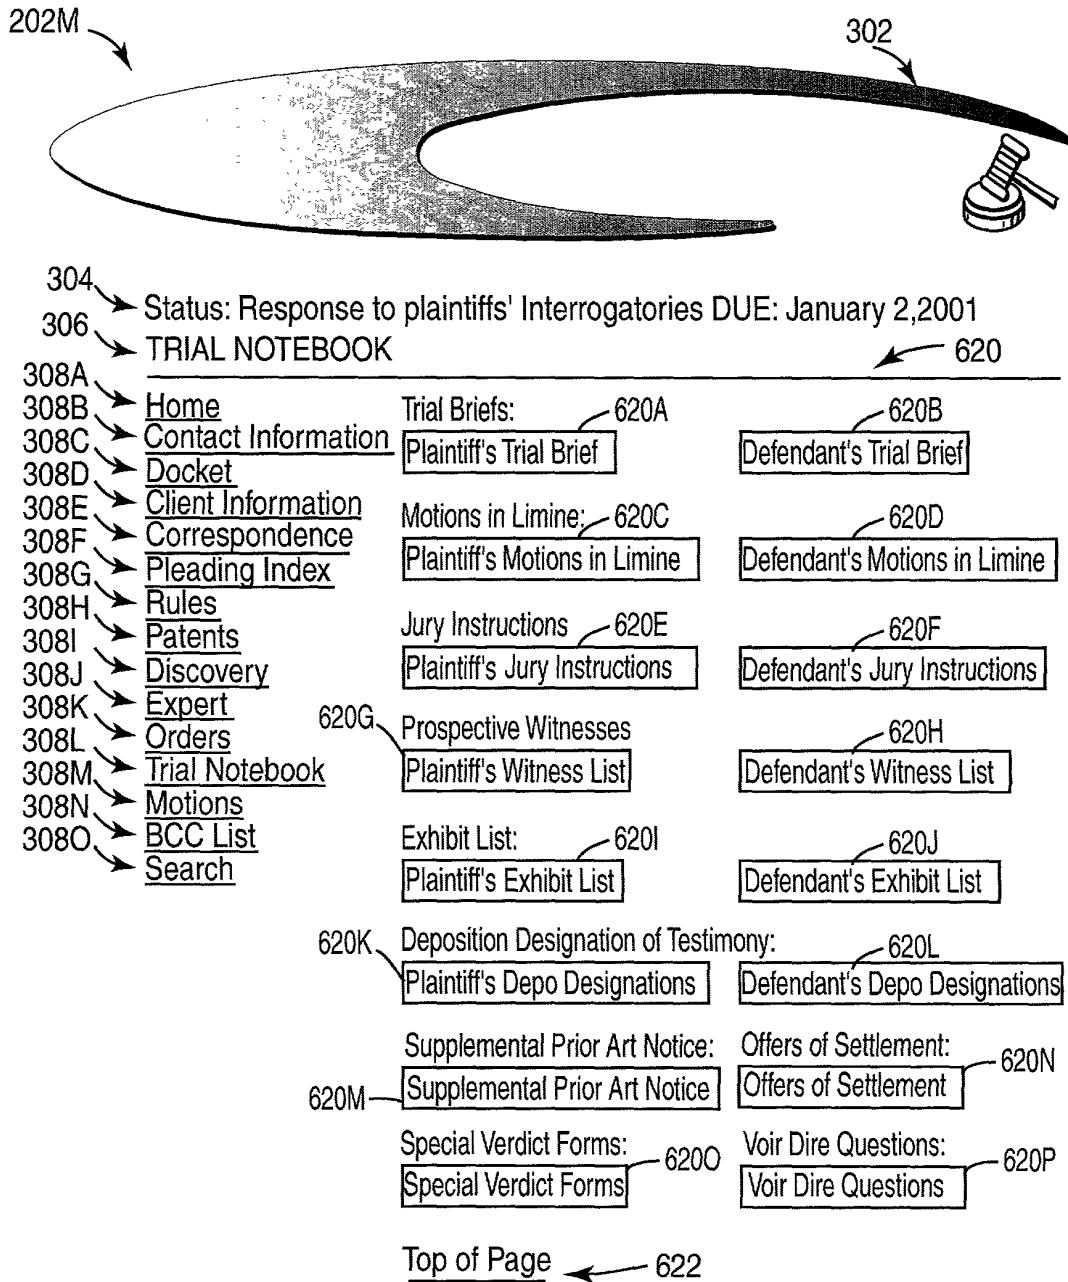 202M
302
304
Status: Response to plaintiffs' Interrogatories DUE: January 2,2001
306
TRIAL NOTEBOOK
620
308A
Home
308B
Contact Information
308C
Docket
308D
Client Information
308E
Correspondence
308F
Pleading Index
308G
Rules
308H
Patents
308I
Discovery
308J
Expert
308K
Orders
308L
Trial Notebook
308M
Motions
308N
BCC List
308O
Search
Trial Briefs:
620A
620B
Plaintiff's Trial Brief
Defendant's Trial Brief
Motions in Limine:
620C
620D
Plaintiff's Motions in Limine
Defendant's Motions in Limine
Jury Instructions
620E
620F
Plaintiff's Jury Instructions
Defendant's Jury Instructions
620G
Prospective Witnesses
620H
Plaintiff's Witness List
Defendant's Witness List
Exhibit List:
620I
620J
Plaintiff's Exhibit List
Defendant's Exhibit List
620K
Deposition Designation of Testimony:
620L
Plaintiff's Depo Designations
Defendant's Depo Designations
Supplemental Prior Art Notice:
Offers of Settlement:
620M
Supplemental Prior Art Notice
Offers of Settlement
620N
Special Verdict Forms:
620O
Voir Dire Questions:
620P
Special Verdict Forms
Voir Dire Questions
Top of Page
622